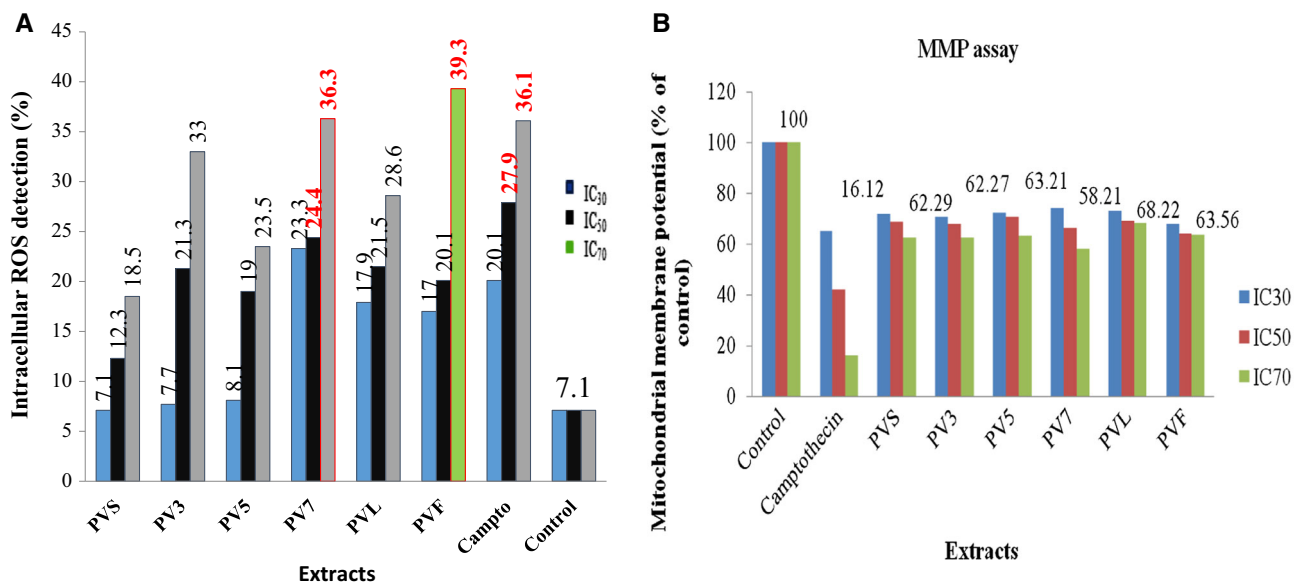 A
Intracellular ROS detection (%)
45
40
35
30
25
20
15
10
5
0
7.1 12.3 18.5
7.7 21.3 33
8.1 19 23.5
23.3 24.4 36.3
17.9 21.5 28.6
17 20.1 39.3
20.1 27.9 36.1
7.1
IC30
IC50
IC70
PVS PV3 PV5 PV7 PVL PVF Campto Control
Extracts
B
MMP assay
Mitochondrial membrane potential (% of
control)
120
100
80
60
40
20
0
100
16.12 62.29 62.27 63.21 58.21 68.22 63.56
IC30
IC50
IC70
Control Camptothecin PVS PV3 PV5 PV7 PVL PVF
Extracts